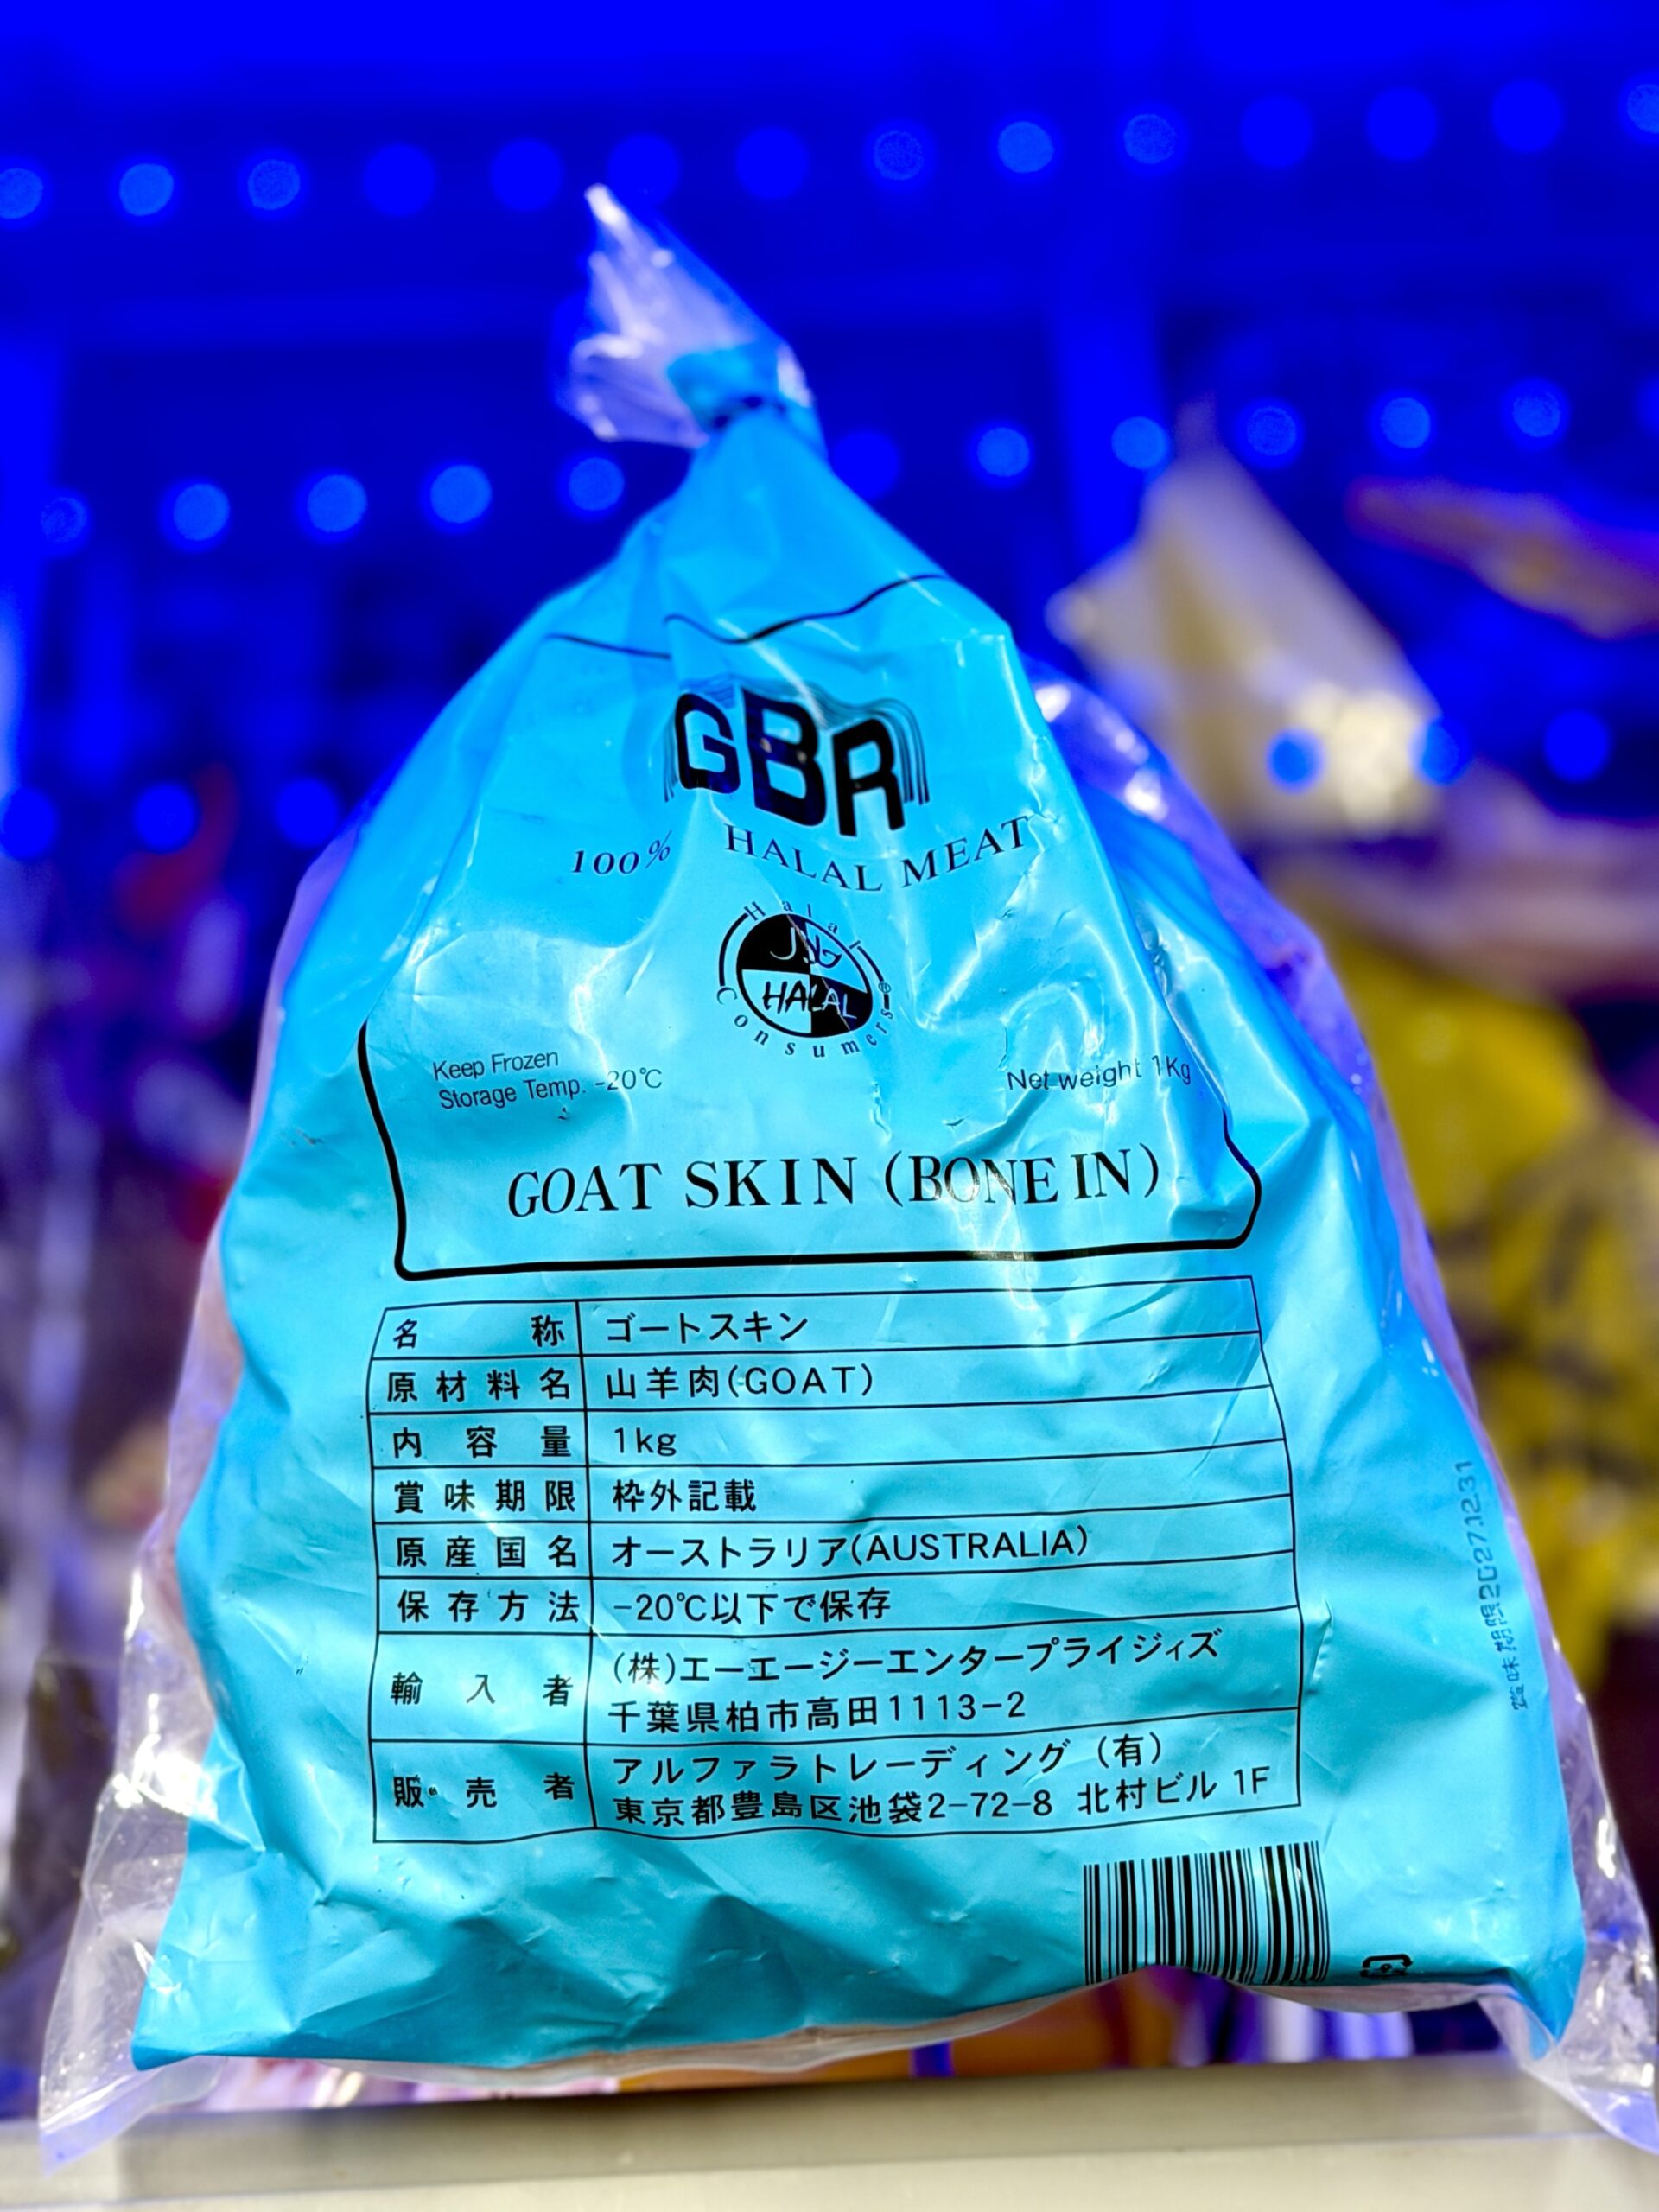 GBR
100% HALAL MEAT
Halal
HALAL
Consumers®
Keep Frozen
Storage Temp. -20℃
Net weight 1Kg
GOAT SKIN (BONE IN)
名称 ゴートスキン
原材料名 山羊肉(GOAT)
内容量 1kg
賞味期限 枠外記載
原産国名 オーストラリア(AUSTRALIA)
保存方法 -20℃以下で保存
輸入者 (株)エーエージーエンタープライジィズ
千葉県柏市高田1113-2
販売者 アルファラトレーディング (有)
東京都豊島区池袋2-72-8 北村ビル 1F
賞味期限2027.12.31